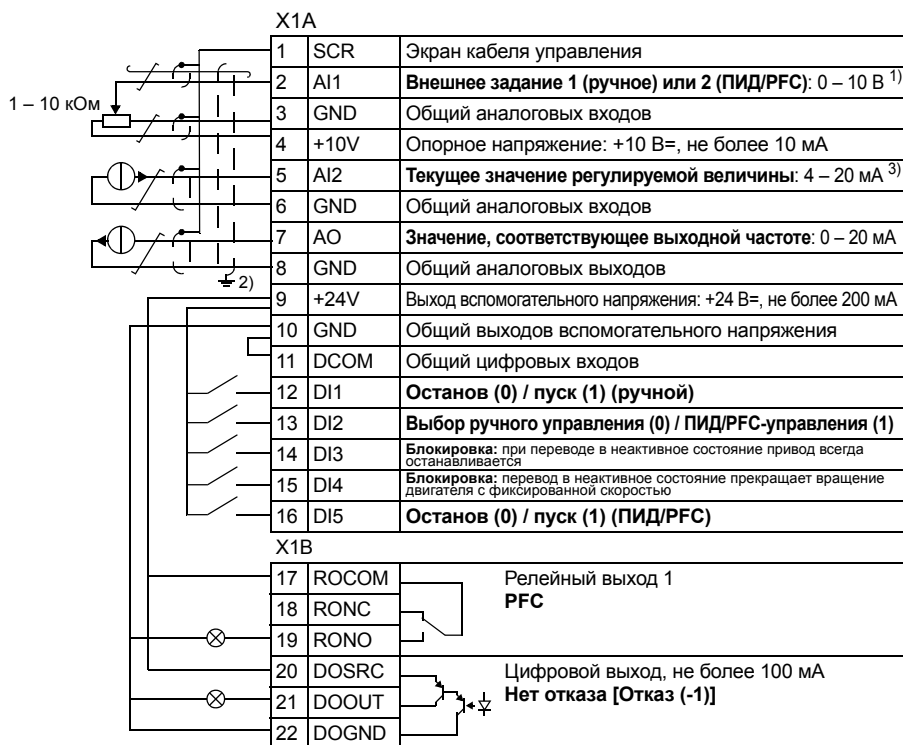 X1A
1 SCR Экран кабеля управления
2 AI1 Внешнее задание 1 (ручное) или 2 (ПИД/PFC): 0 – 10 В 1)
1 – 10 кОм
3 GND Общий аналоговых входов
4 +10V Опорное напряжение: +10 В=, не более 10 мА
5 AI2 Текущее значение регулируемой величины: 4 – 20 мА 3)
6 GND Общий аналоговых входов
7 AO Значение, соответствующее выходной частоте: 0 – 20 мА
8 GND Общий аналоговых выходов
2)
9 +24V Выход вспомогательного напряжения: +24 В=, не более 200 мА
10 GND Общий выходов вспомогательного напряжения
11 DCOM Общий цифровых входов
12 DI1 Останов (0) / пуск (1) (ручной)
13 DI2 Выбор ручного управления (0) / ПИД/PFC-управления (1)
14 DI3 Блокировка: при переводе в неактивное состояние привод всегда
останавливается
15 DI4 Блокировка: перевод в неактивное состояние прекращает вращение
двигателя с фиксированной скоростью
16 DI5 Останов (0) / пуск (1) (ПИД/PFC)
X1B
17 ROCOM Релейный выход 1
PFC
18 RONC
19 RONO
20 DOSRC Цифровой выход, не более 100 мА
21 DOOUT Нет отказа [Отказ (-1)]
22 DOGND